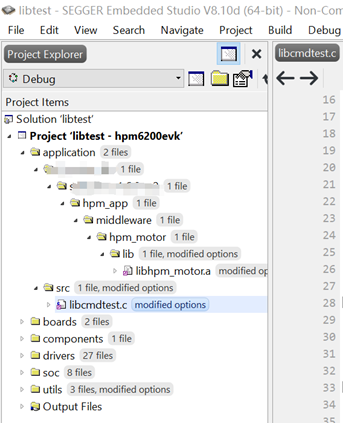 libtest - SEGGER Embedded Studio V8.10d (64-bit) - Non-Com
File Edit View Search Navigate Project Build Debug
Project Explorer
libcmdtest.c
Debug
Project Items
Solution 'libtest'
Project 'libtest - hpm6200evk'
application 2 files
1 file
1 file
hpm_app 1 file
middleware 1 file
hpm_motor 1 file
lib 1 file, modified options
libhpm_motor.a modified op
src 1 file, modified options
libcmdtest.c modified options
boards 2 files
components 1 file
drivers 27 files
soc 8 files
utils 3 files, modified options
Output Files
16
17
18
19
20
21
22
23
24
25
26
27
28
29
30
31
32
33
34
35